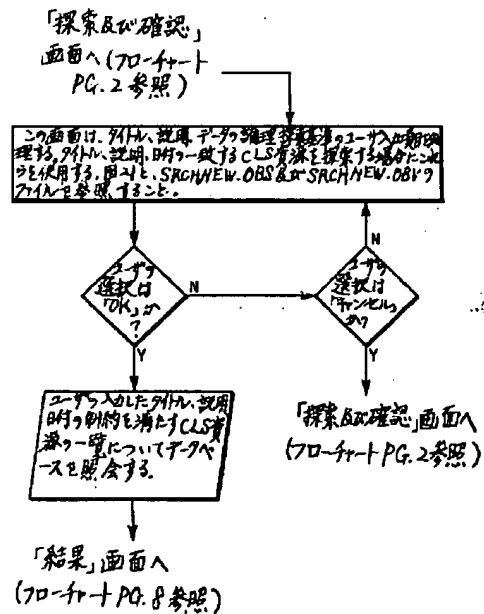 「探索及び確認」
画面へ(フローチャート
PG.2参照)
この画面は、タイトル、説明、データの 探索基準のユーザ入力
理する。タイトル、説明、日付の一致するCLS資源を探索する場合にこれ
らを使用する。図21と、SRCHNEW.OBS及びSRCHNEW.OBVの
ファイルを参照すること。
ユーザの
選択は
「OK」か
?
N
Y
ユーザの
選択は
「キャンセル」
か?
N
Y
ユーザが入力したタイトル、説明
日付の制約を満たすCLS資
源の一覧についてデータベ
ースを照会する。
「探索及び確認」画面へ
(フローチャートPG.2参照)
「結果」画面へ
(フローチャートPG.8参照)